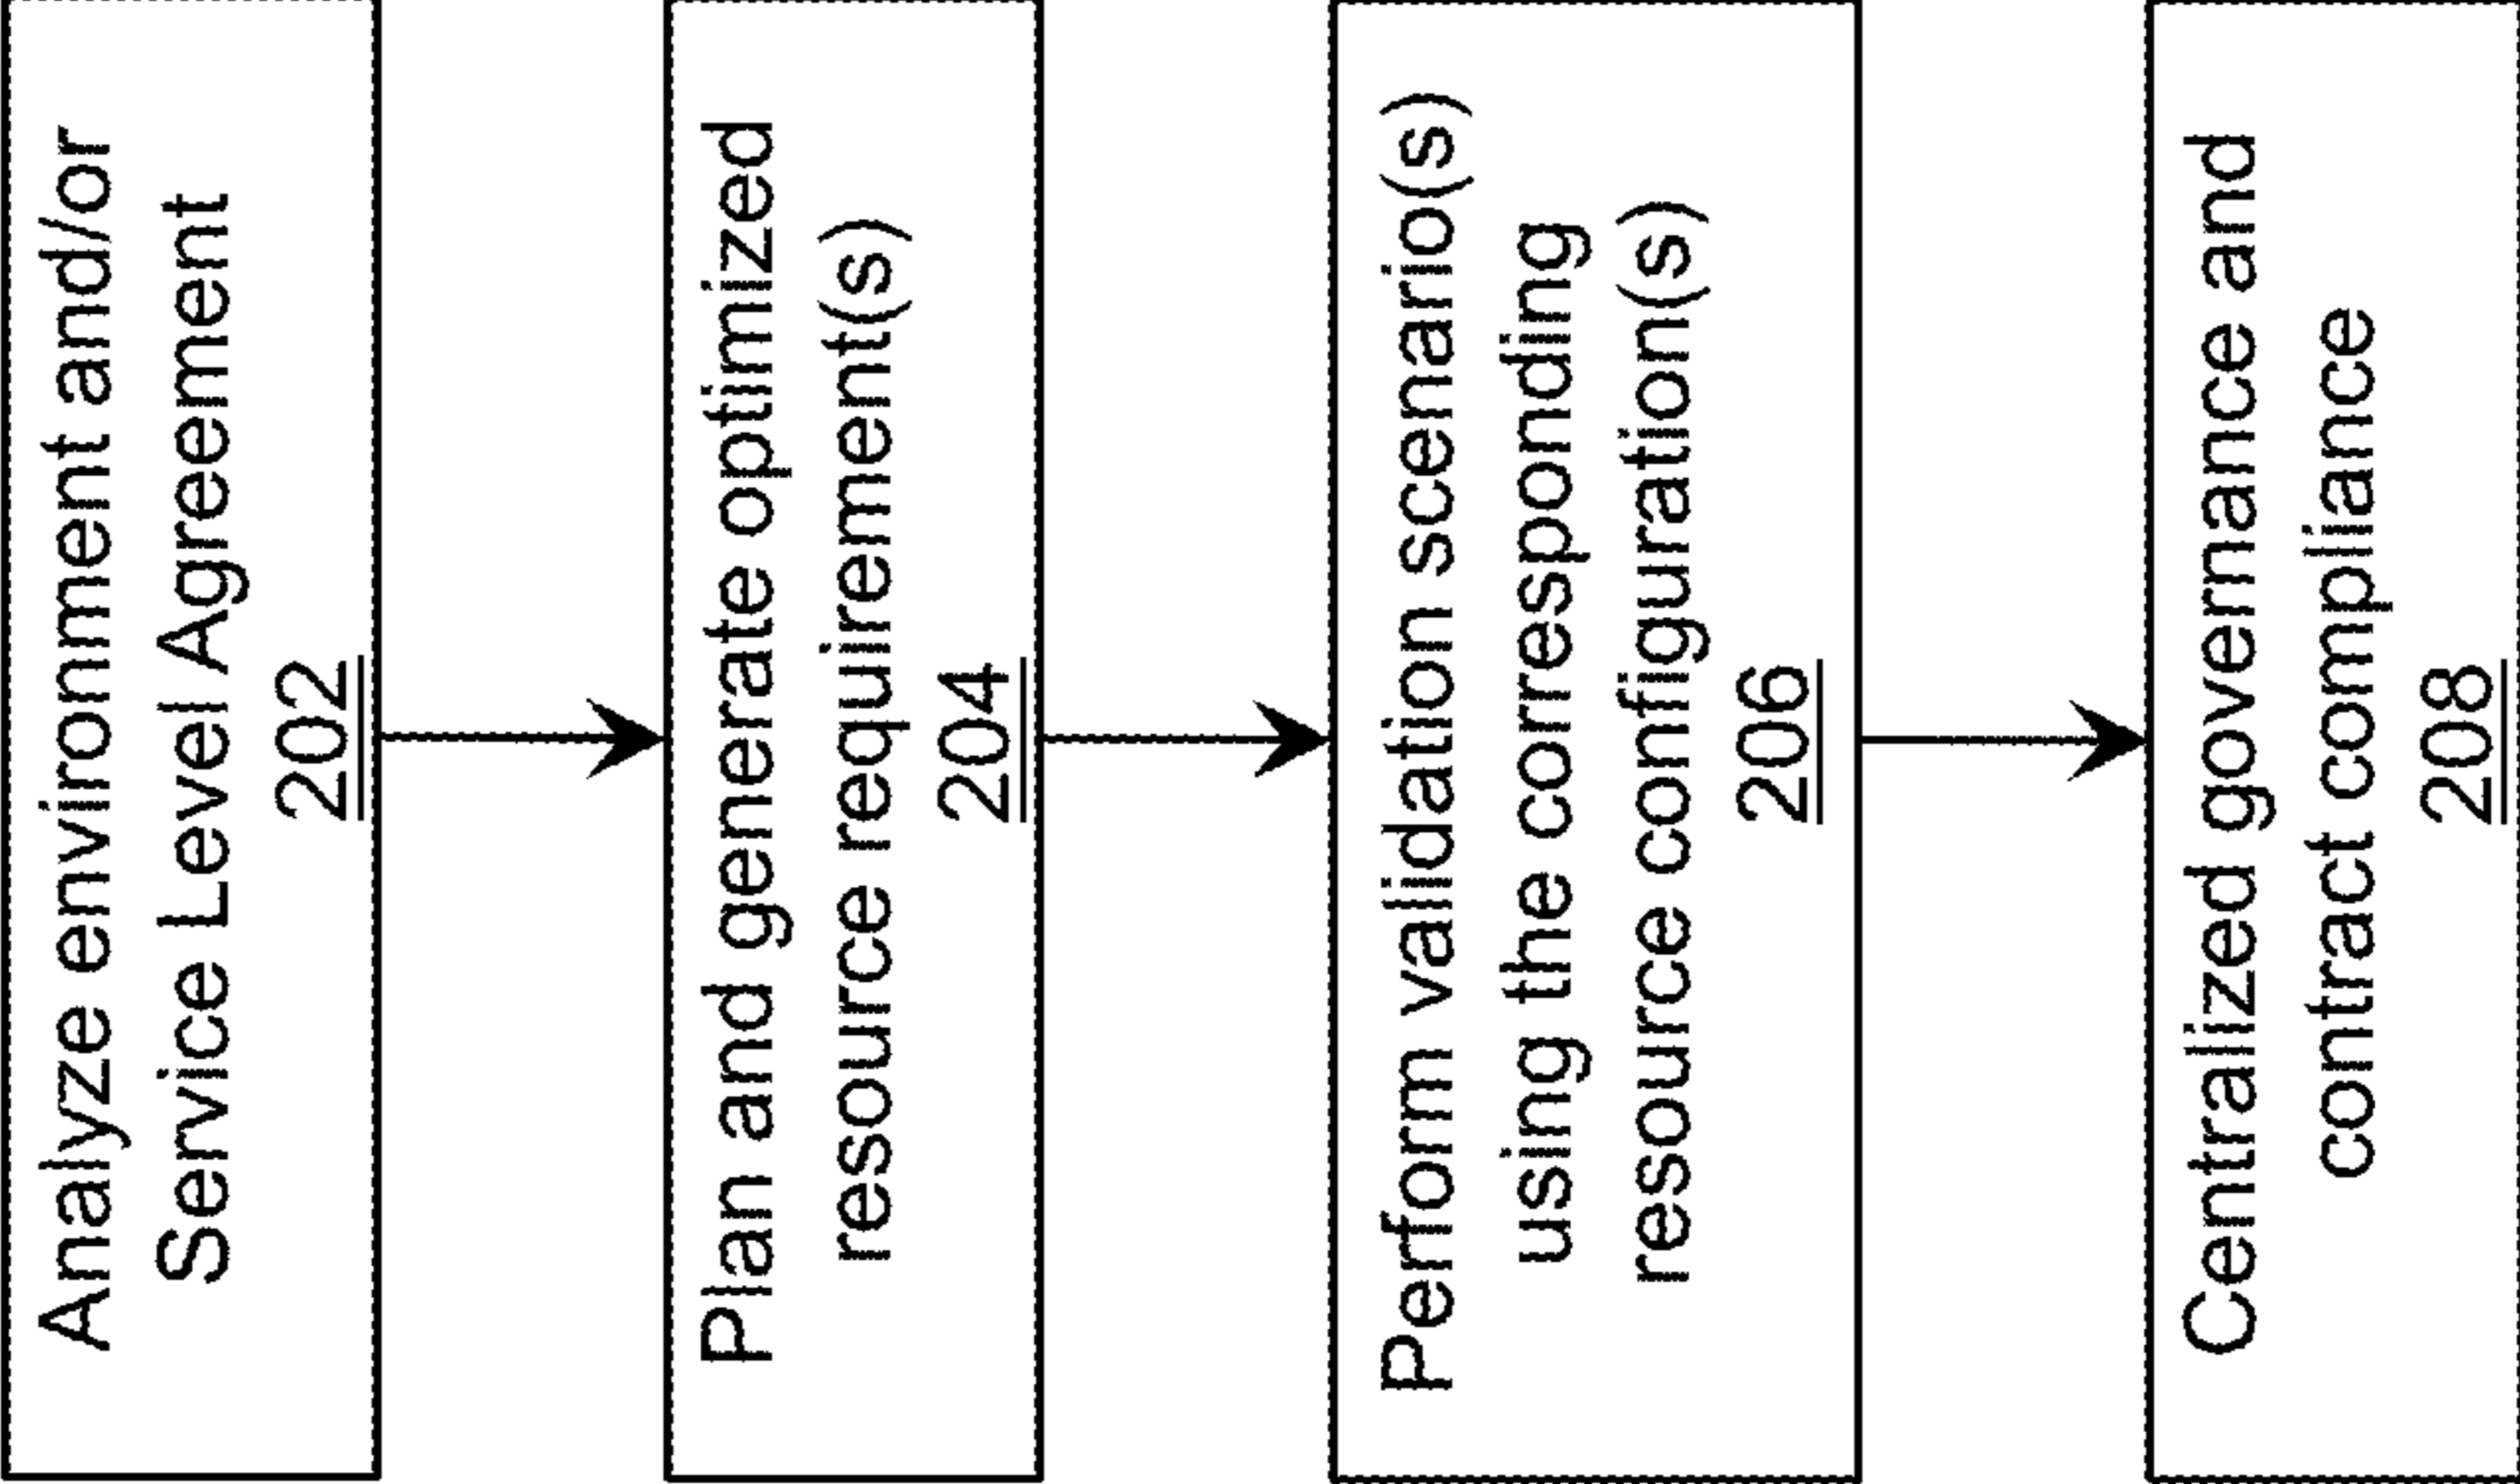 Analyze environment and/or
Service Level Agreement
202
Plan and generate optimized
resource requirement(s)
204
Perform validation scenario(s)
using the corresponding
resource configuration(s)
206
Centralized governance and
contract compliance
208